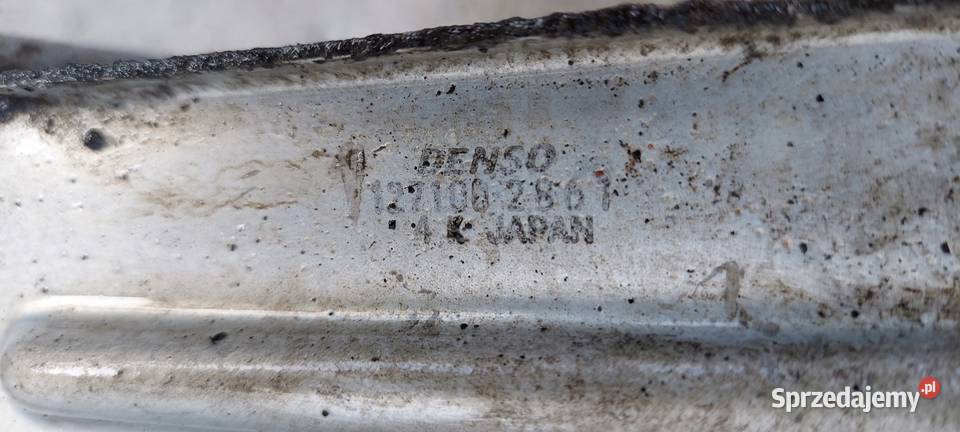 DENSO
127100 2861
4 K JAPAN
Sprzedajemy.pl